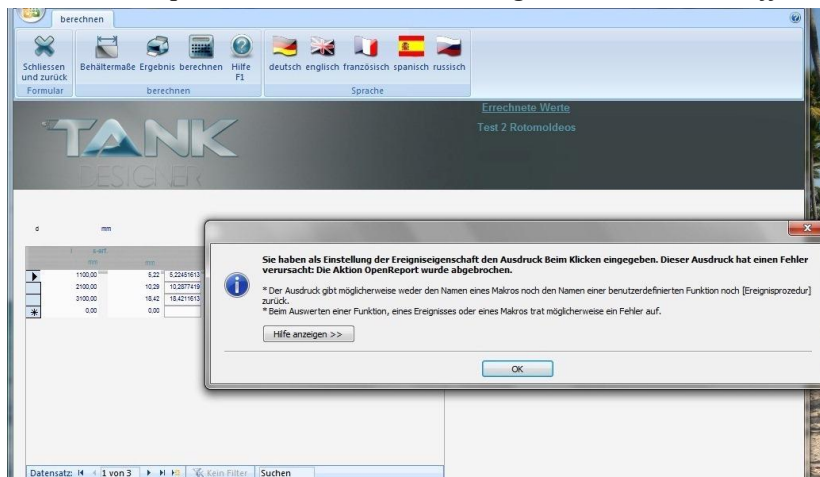 berechnen
Schliessen und zurück
Behältermaße Ergebnis berechnen Hilfe F1
deutsch englisch französisch spanisch russisch
Formular berechnen Sprache
TANK
DESIGNER
Errechnete Werte
Test 2 Rotomoldeos
d mm
mm mm
1100,00 5,22 5,22451613
2100,00 10,29 10,2877419
3100,00 18,42 18,4211613
0,00 0,00
Sie haben als Einstellung der Ereigniseigenschaft den Ausdruck Beim Klicken eingegeben. Dieser Ausdruck hat einen Fehler
verursacht: Die Aktion OpenReport wurde abgebrochen.
* Der Ausdruck gibt möglicherweise weder den Namen eines Makros noch den Namen einer benutzerdefinierten Funktion noch [Ereignisprozedur]
zurück.
* Beim Auswerten einer Funktion, eines Ereignisses oder eines Makros trat möglicherweise ein Fehler auf.
Hilfe anzeigen >>
OK
Datensatz: 1 von 3 Kein Filter Suchen